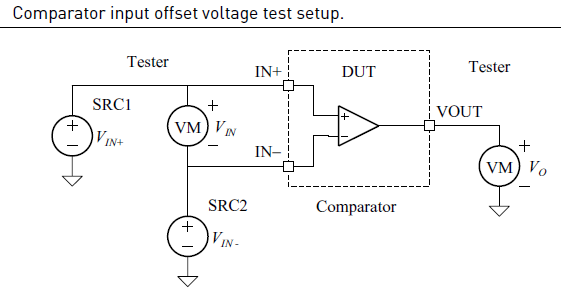 Comparator input offset voltage test setup.
Tester
IN+
DUT
Tester
SRC1
+
VM
V_IN
+
V_IN+
+
VOUT
−
−
IN−
−
+
VM
V_O
−
SRC2
Comparator
+
V_IN-
−